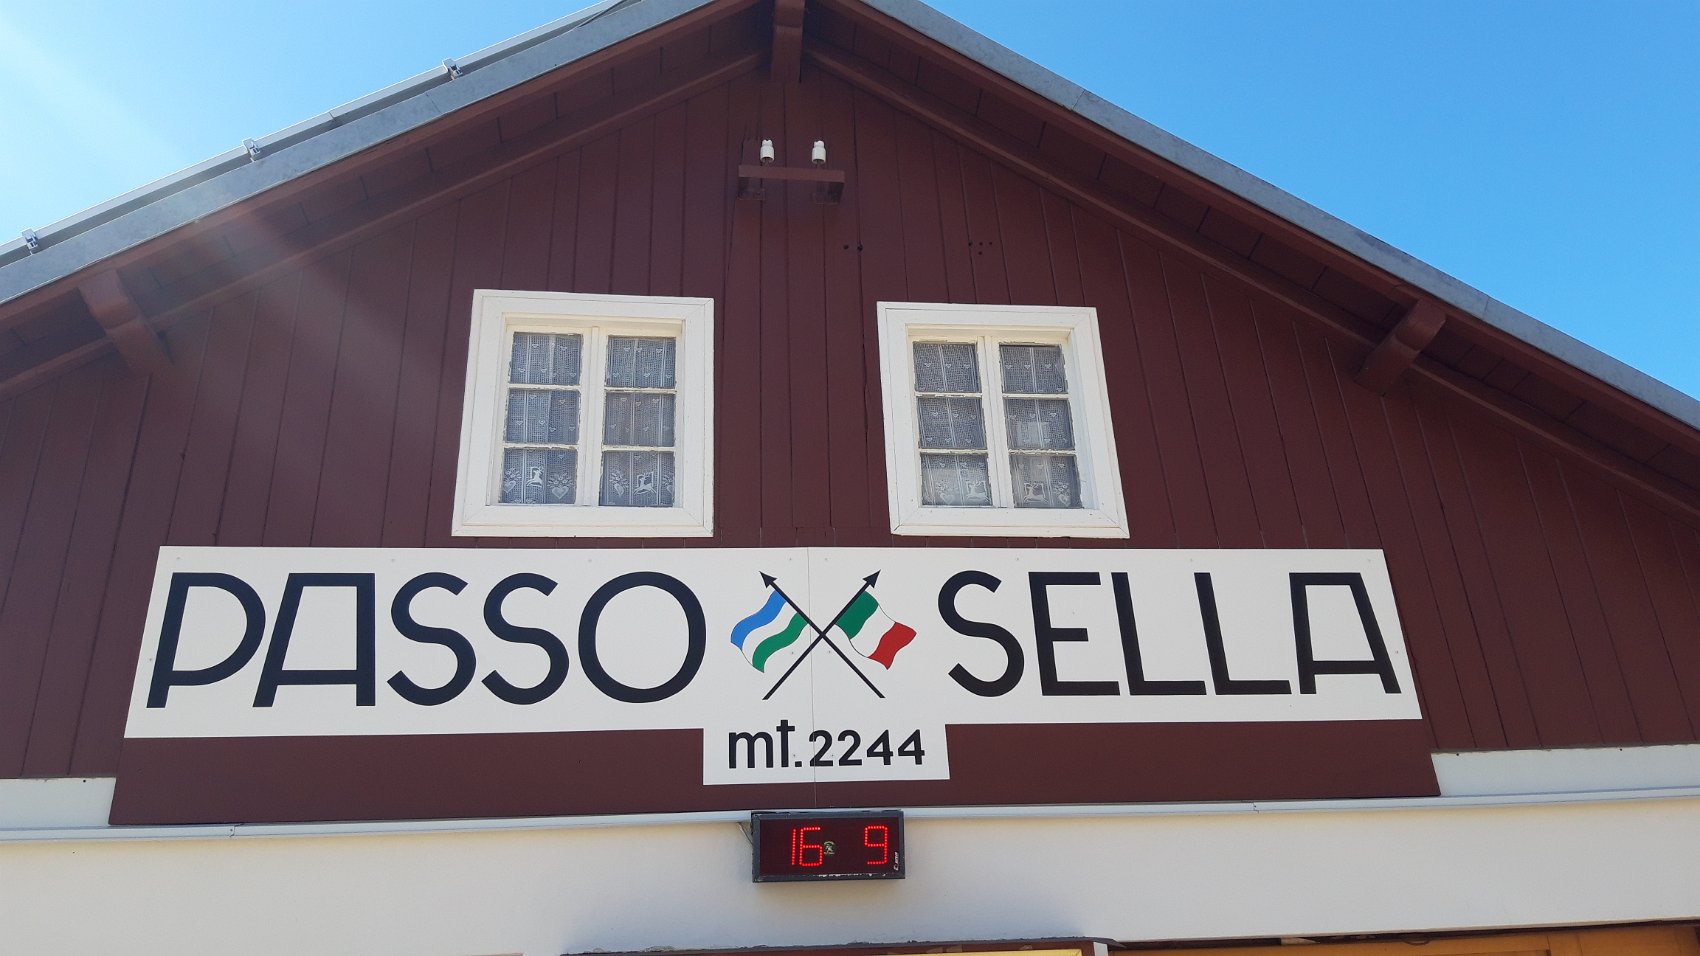 PASSO SELLA
mt. 2244
16 9